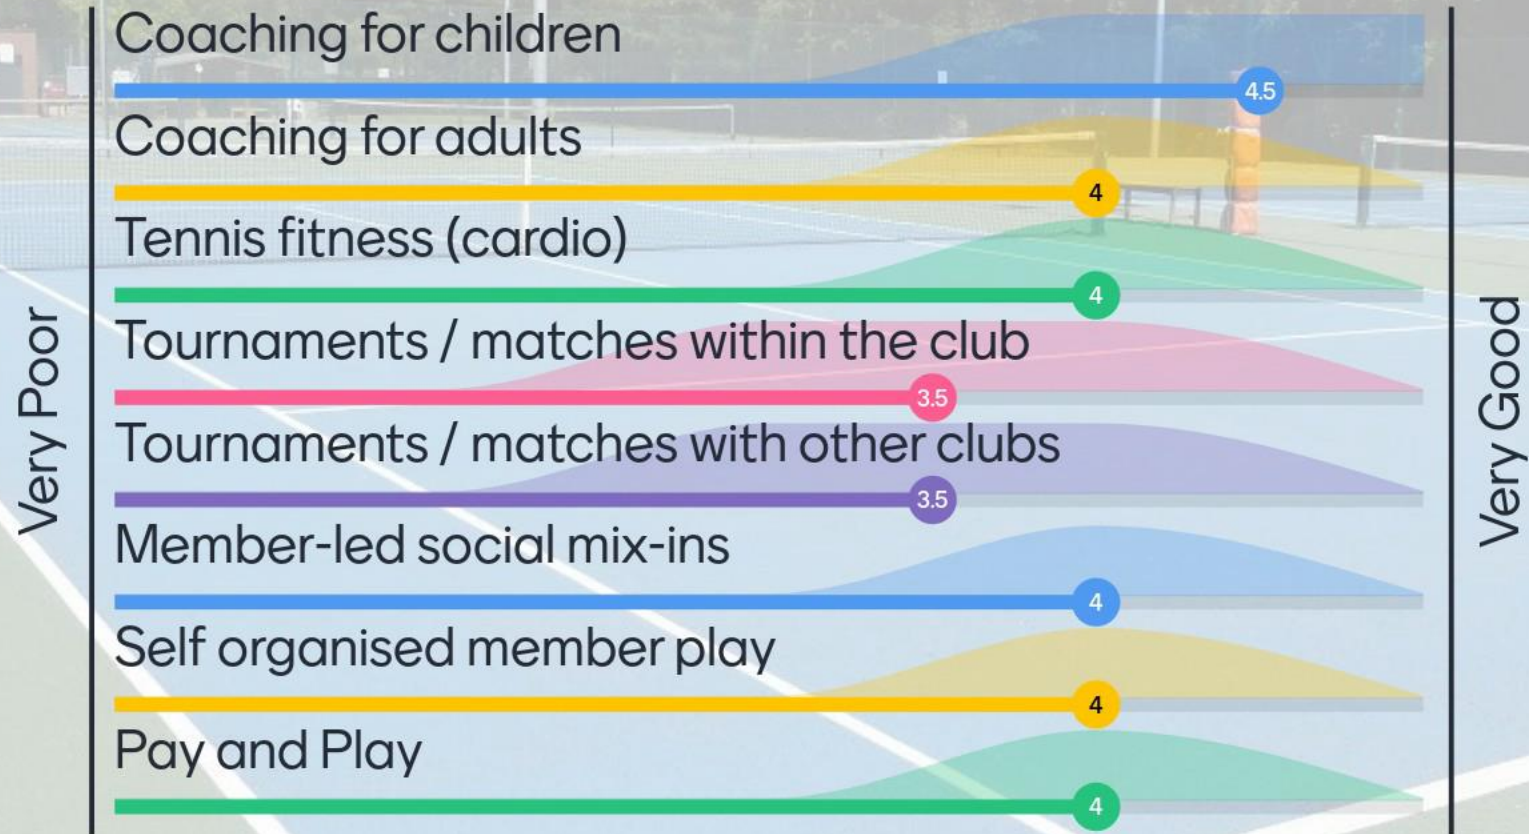 Coaching for children
4.5
Coaching for adults
4
Tennis fitness (cardio)
4
Tournaments / matches within the club
3.5
Tournaments / matches with other clubs
3.5
Member-led social mix-ins
4
Self organised member play
4
Pay and Play
4
Very Poor
Very Good